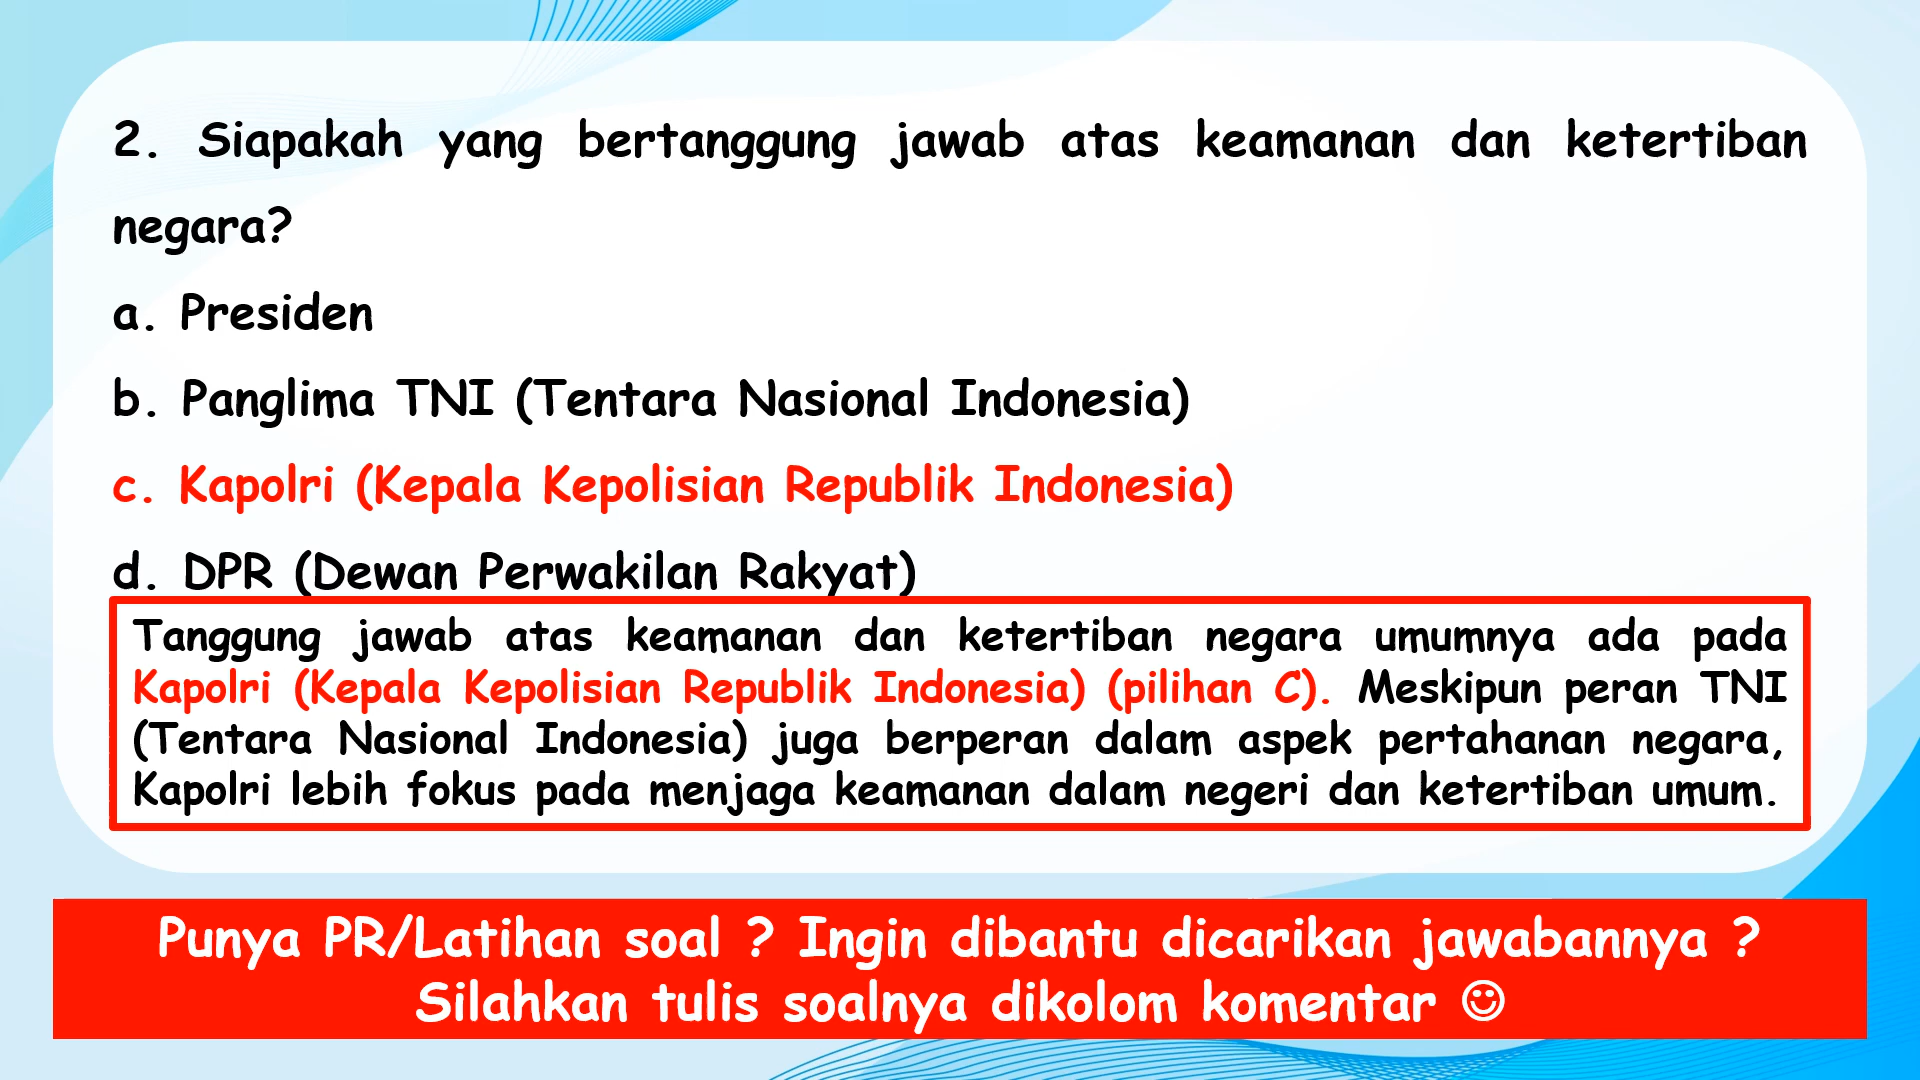 2. Siapakah yang bertanggung jawab atas keamanan dan ketertiban
negara?
a. Presiden
b. Panglima TNI (Tentara Nasional Indonesia)
c. Kapolri (Kepala Kepolisian Republik Indonesia)
d. DPR (Dewan Perwakilan Rakyat)
Tanggung jawab atas keamanan dan ketertiban negara umumnya ada pada
Kapolri (Kepala Kepolisian Republik Indonesia) (pilihan C). Meskipun peran TNI
(Tentara Nasional Indonesia) juga berperan dalam aspek pertahanan negara,
Kapolri lebih fokus pada menjaga keamanan dalam negeri dan ketertiban umum.
Punya PR/Latihan soal ? Ingin dibantu dicarikan jawabannya ?
Silahkan tulis soalnya dikolom komentar ☺